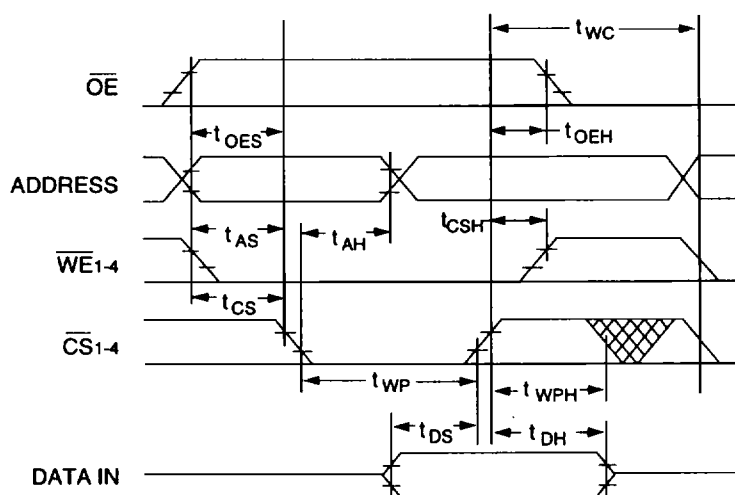 tWC
OE
tOES
tOEH
ADDRESS
tAS
tAH
tCSH
WE1-4
tCS
CS1-4
tWP
tWPH
tDS
tDH
DATA IN